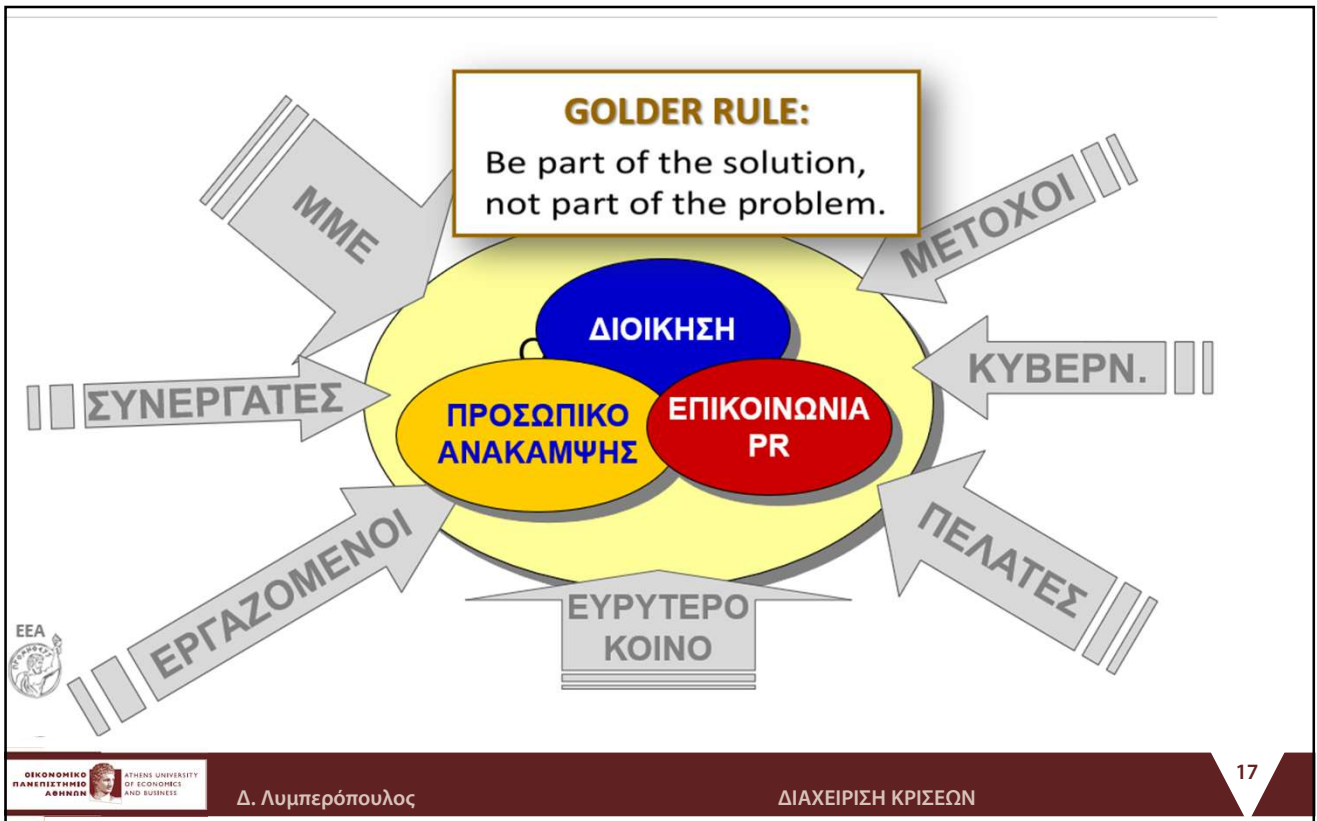 GOLDER RULE:
Be part of the solution,
not part of the problem.
ΜΜΕ
ΜΕΤΟΧΟΙ
ΔΙΟΙΚΗΣΗ
ΚΥΒΕΡΝ.
ΣΥΝΕΡΓΑΤΕΣ
ΠΡΟΣΩΠΙΚΟ
ΑΝΑΚΑΜΨΗΣ
ΕΠΙΚΟΙΝΩΝΙΑ
PR
ΠΕΛΑΤΕΣ
ΕΡΓΑΖΟΜΕΝΟΙ
ΕΥΡΥΤΕΡΟ
ΚΟΙΝΟ
ΕΕΑ
ΟΙΚΟΝΟΜΙΚΟ
ΠΑΝΕΠΙΣΤΗΜΙΟ
ΑΘΗΝΩΝ
ATHENS UNIVERSITY
OF ECONOMICS
AND BUSINESS
Δ. Λυμπερόπουλος
ΔΙΑΧΕΙΡΙΣΗ ΚΡΙΣΕΩΝ
17